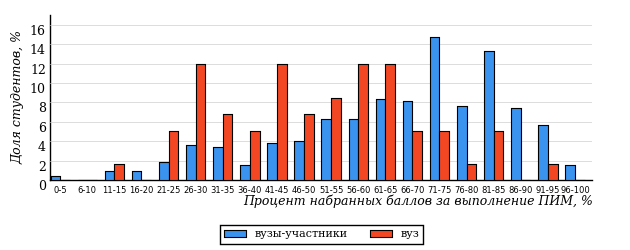 Доля студентов, %
16
14
12
10
8
6
4
2
0
0-5 6-10 11-15 16-20 21-25 26-30 31-35 36-40 41-45 46-50 51-55 56-60 61-65 66-70 71-75 76-80 81-85 86-90 91-95 96-100
Процент набранных баллов за выполнение ПИМ, %
вузы-участники вуз